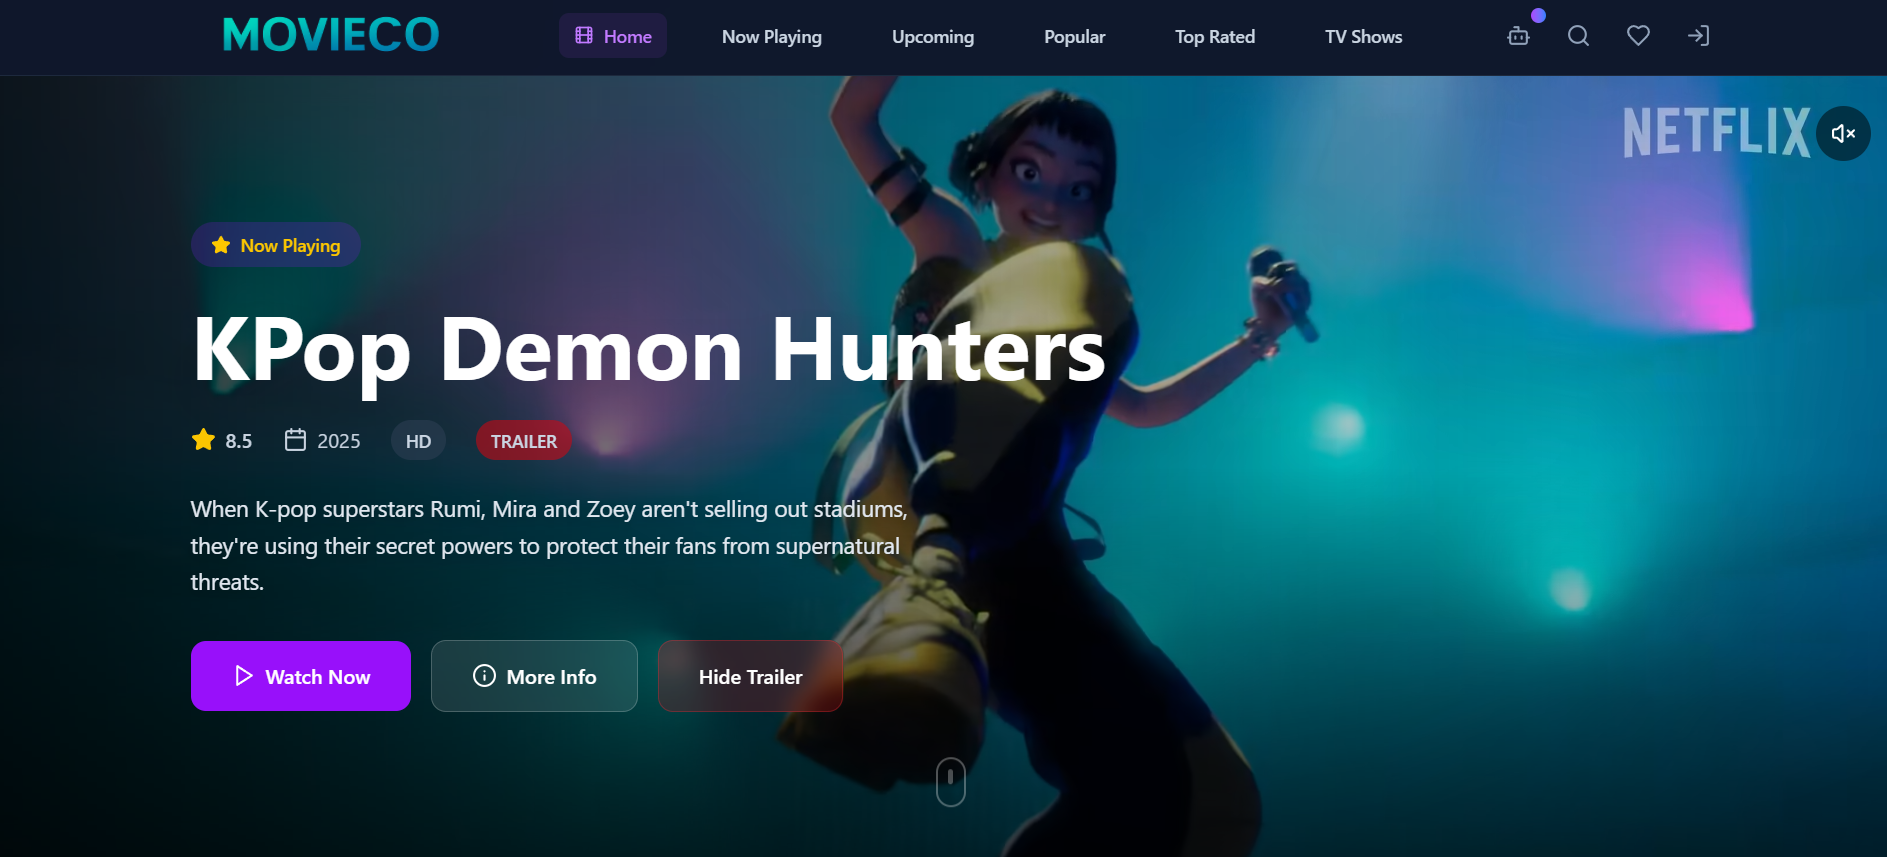 MOVIECO
Home
Now Playing
Upcoming
Popular
Top Rated
TV Shows
NETFLIX
Now Playing
KPop Demon Hunters
8.5
2025
HD
TRAILER
When K-pop superstars Rumi, Mira and Zoey aren't selling out stadiums,
they're using their secret powers to protect their fans from supernatural
threats.
Watch Now
More Info
Hide Trailer